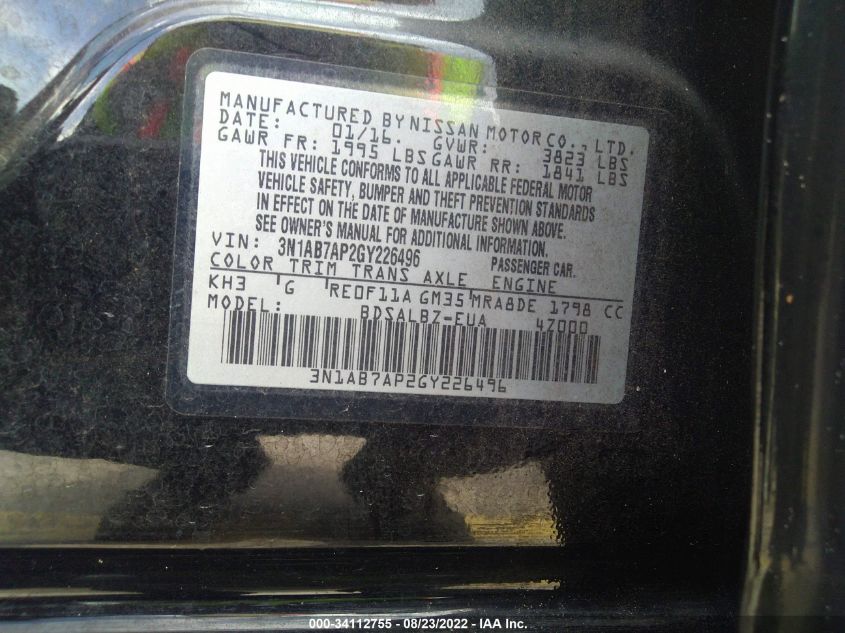 MANUFACTURED BY NISSAN MOTOR CO., LTD.
DATE: 01/16. GVWR: 3823 LBS
GAWR FR: 1995 LBS GAWR RR: 1841 LBS
THIS VEHICLE CONFORMS TO ALL APPLICABLE FEDERAL MOTOR
VEHICLE SAFETY, BUMPER AND THEFT PREVENTION STANDARDS
IN EFFECT ON THE DATE OF MANUFACTURE SHOWN ABOVE.
SEE OWNER'S MANUAL FOR ADDITIONAL INFORMATION.
VIN: 3N1AB7AP2GY226496 PASSENGER CAR.
COLOR TRIM TRANS AXLE ENGINE
KH3 G RE0F11A GM35 MRA8DE 1798 CC
MODEL: BDSALBZ-EUA 47000
3N1AB7AP2GY226496
000-34112755 - 08/23/2022 - IAA Inc.